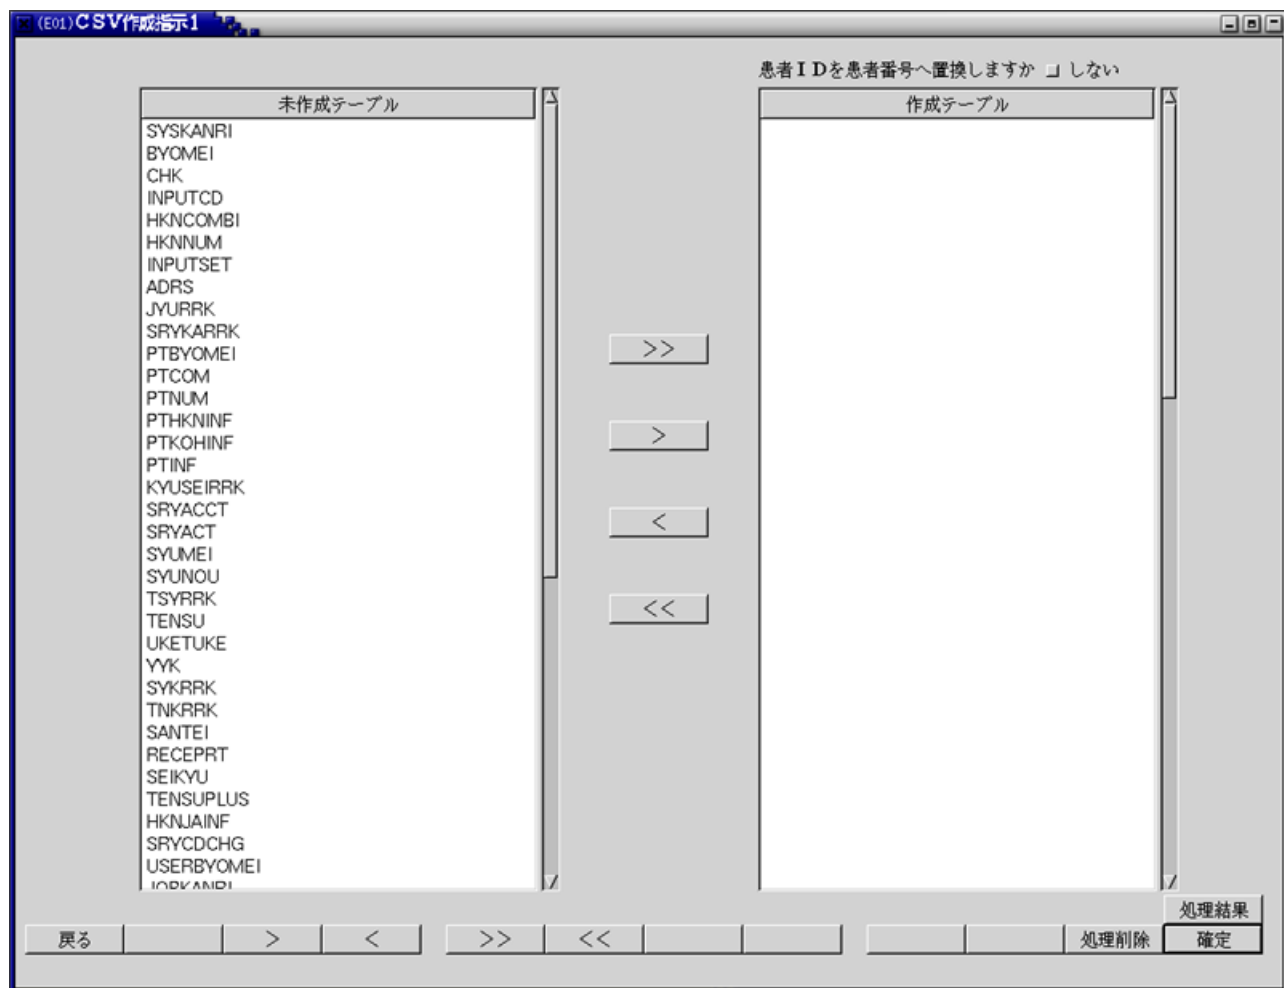 (E01)CSV作成指示1
患者IDを患者番号へ置換しますか しない
未作成テーブル
SYSKANRI
BYOMEI
CHK
INPUTCD
HKNCOMBI
HKNNUM
INPUTSET
ADRS
JYURRK
SRYKARRK
PTBYOMEI
PTCOM
PTNUM
PTHKNINF
PTKOHINF
PTINF
KYUSEIRRK
SRYACCT
SRYACT
SYUMEI
SYUNOU
TSYRRK
TENSU
UKETUKE
YYK
SYKRRK
TNKRRK
SANTEI
RECEPRT
SEIKYU
TENSUPLUS
HKNJAINF
SRYCDCHG
USERBYOMEI
JOBKANRI
>>
>
<
<<
作成テーブル
処理結果
戻る > < >> << 処理削除 確定